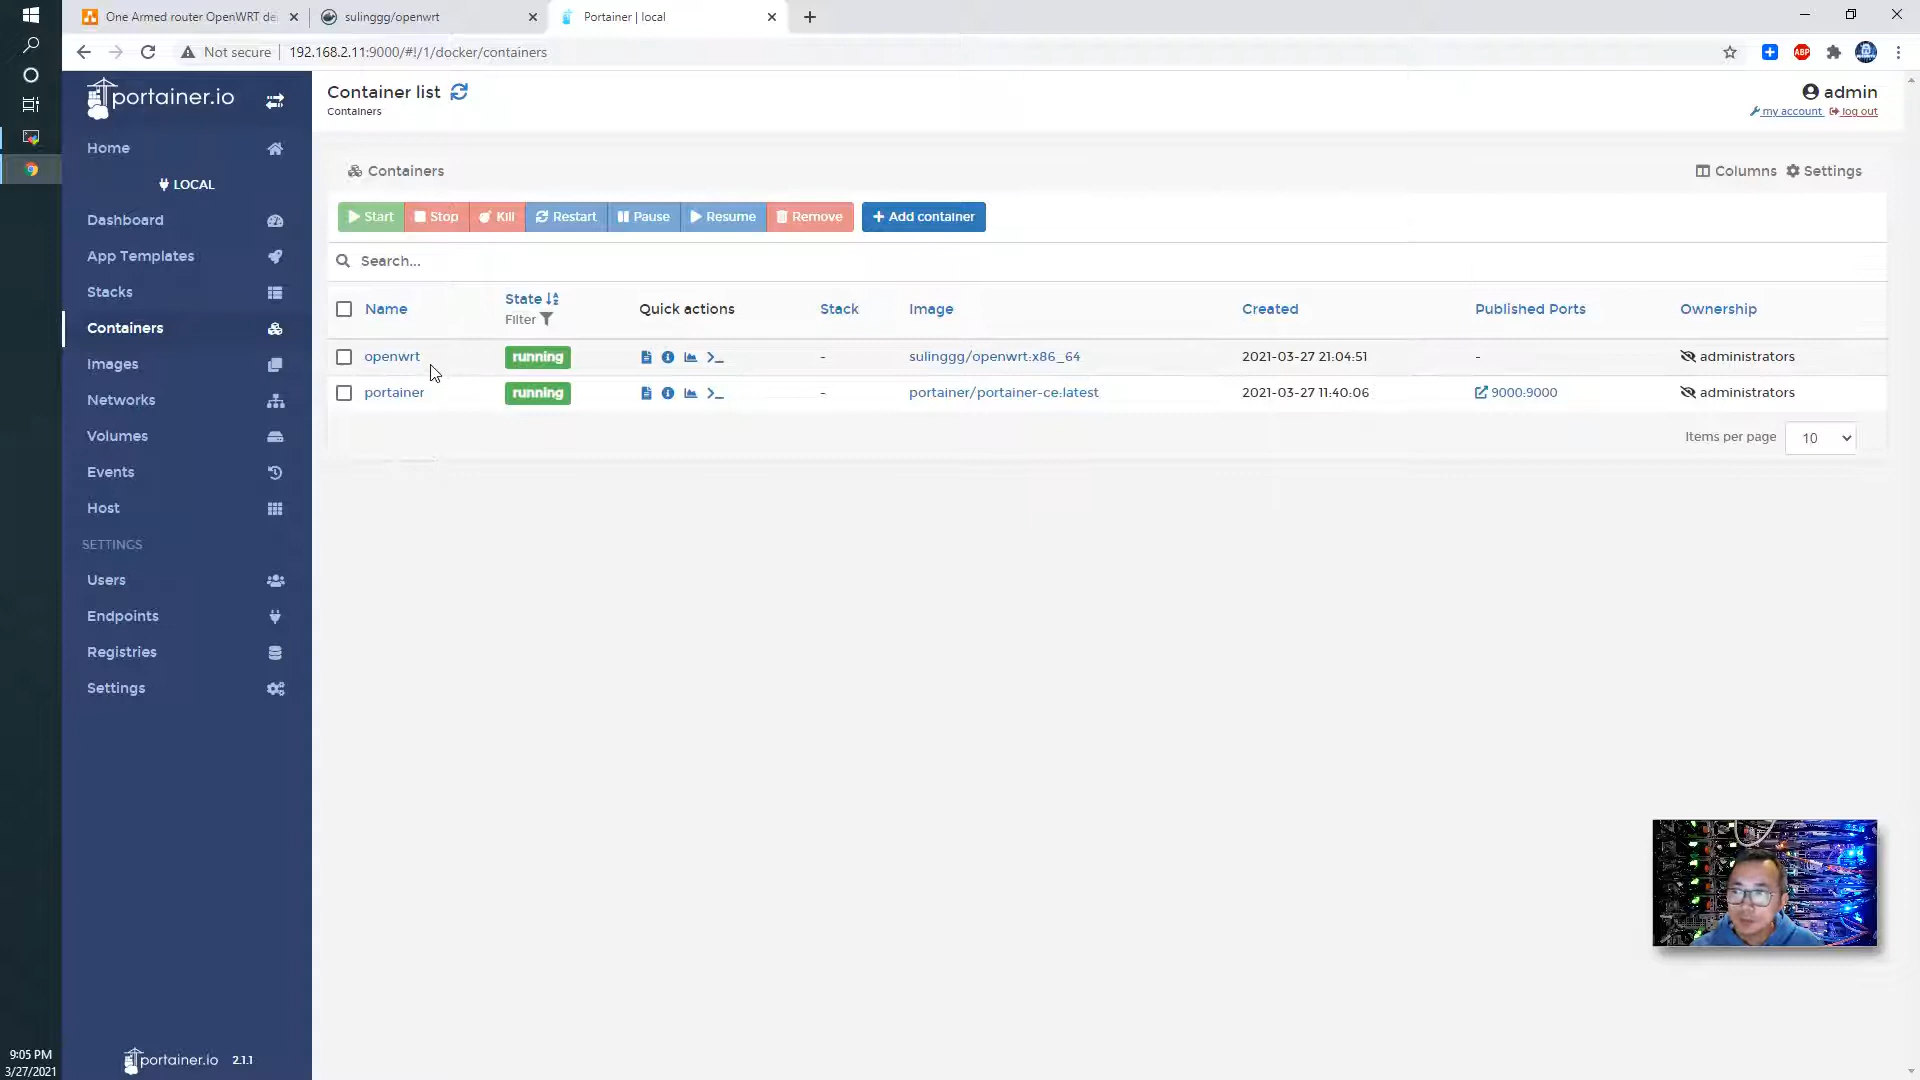 One Armed router OpenWRT de
sulinggg/openwrt
Portainer | local
Not secure
192.168.2.11:9000/#!/1/docker/containers
ABP
portainer.io
Home
LOCAL
Dashboard
App Templates
Stacks
Containers
Images
Networks
Volumes
Events
Host
SETTINGS
Users
Endpoints
Registries
Settings
portainer.io 2.1.1
Container list
Containers
admin
my account log out
Containers
Columns Settings
Start Stop Kill Restart Pause Resume Remove + Add container
Search...
Name State Filter Quick actions Stack Image Created Published Ports Ownership
openwrt running - sulinggg/openwrt:x86_64 2021-03-27 21:04:51 - administrators
portainer running - portainer/portainer-ce:latest 2021-03-27 11:40:06 9000:9000 administrators
Items per page 10
9:05 PM
3/27/2021